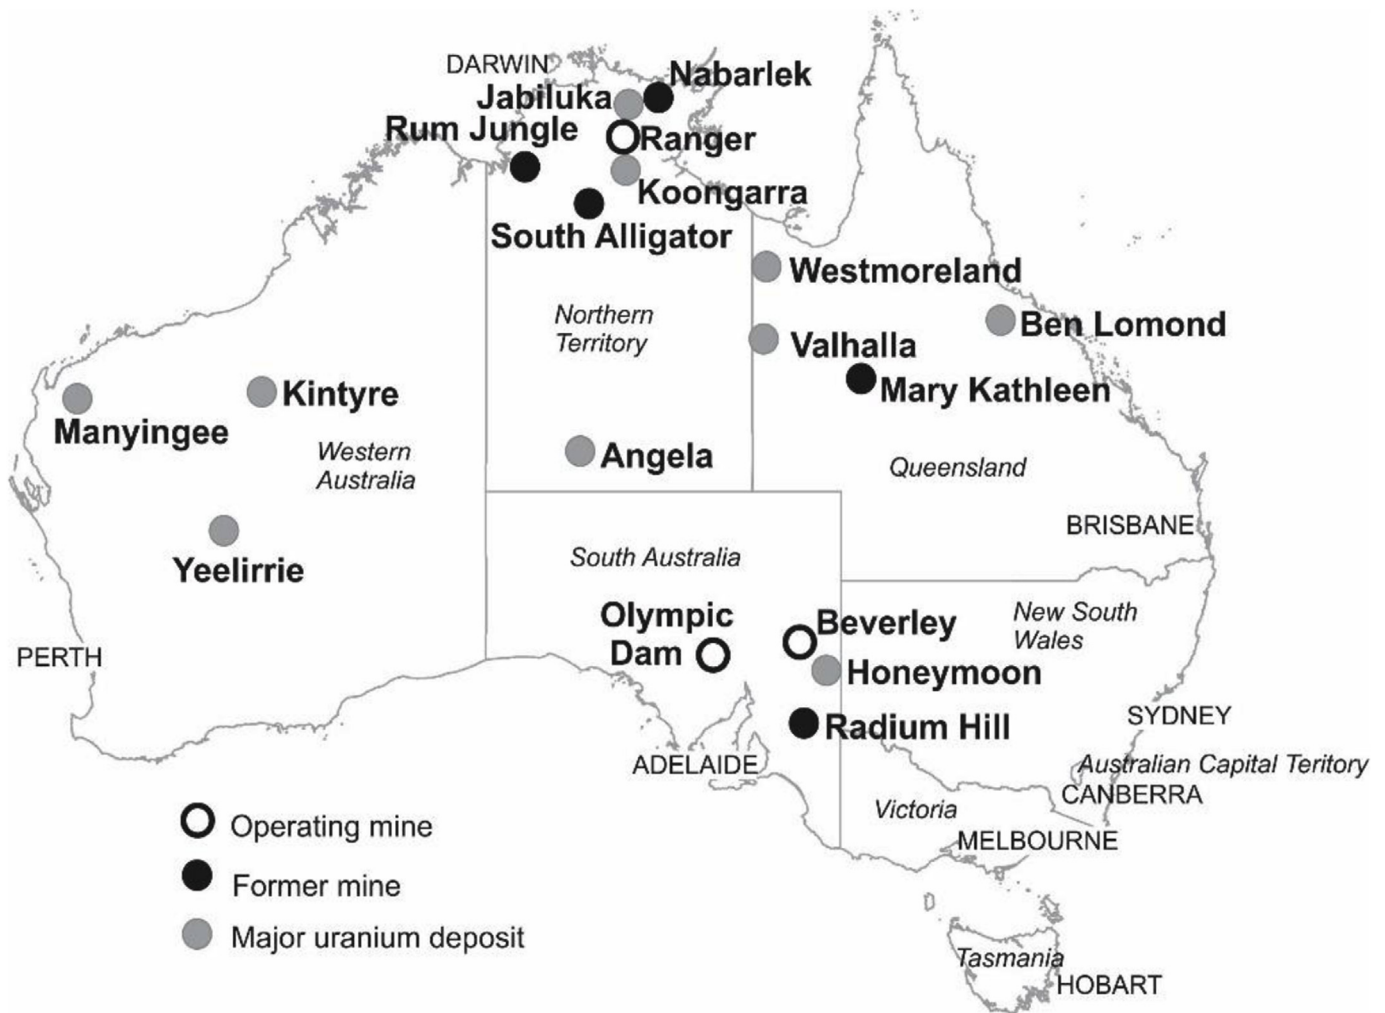 DARWIN
Nabarlek
Jabiluka
Rum Jungle
Ranger
Koongarra
South Alligator
Westmoreland
Northern
Territory
Ben Lomond
Valhalla
Mary Kathleen
Kintyre
Manyingee
Western
Australia
Angela
Queensland
BRISBANE
Yeelirrie
South Australia
Olympic
Dam
Beverley
New South
Wales
PERTH
Honeymoon
SYDNEY
Radium Hill
ADELAIDE
Australian Capital Teritory
CANBERRA
Victoria
MELBOURNE
Operating mine
Former mine
Major uranium deposit
Tasmania
HOBART